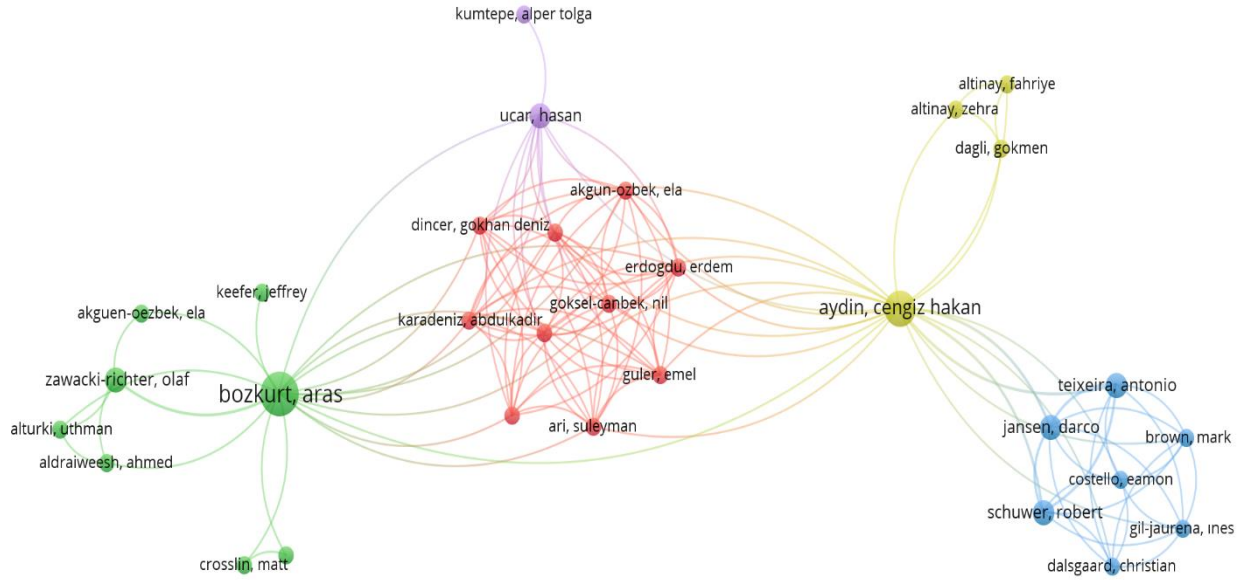 kumtepe, alper tolga
altinay, fahriye
altinay, zehra
ucar, hasan
dagli, gokmen
akgun-ozbek, ela
dincer, gokhan deniz
erdogdu, erdem
keefer, jeffrey
goksel-canbek, nil
akguen-oezbek, ela
karadeniz, abdulkadir
aydin, cengiz hakan
zawacki-richter, olaf
guler, emel
teixeira, antonio
bozkurt, aras
alturki, uthman
ari, suleyman
jansen, darco
brown, mark
aldraiweesh, ahmed
costello, eamon
schuwer, robert
gil-jaurena, ines
crosslin, matt
dalsgaard, christian